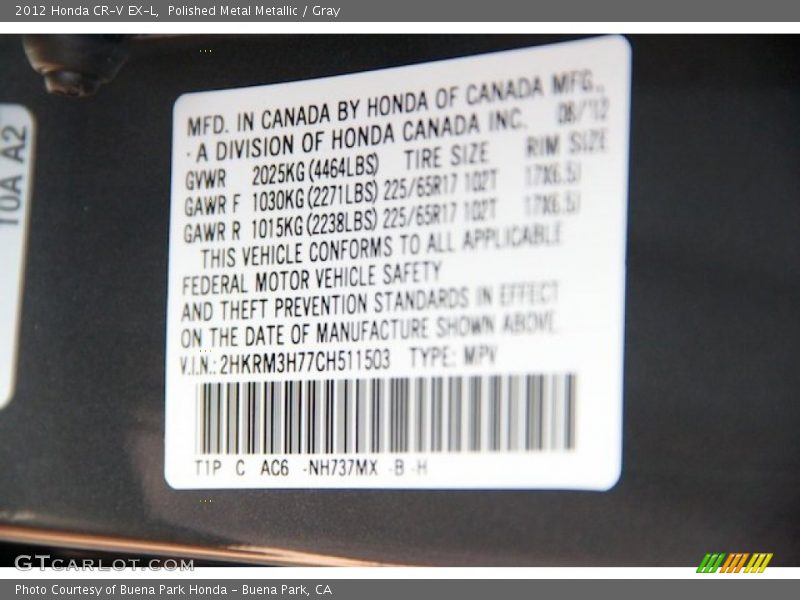 2012 Honda CR-V EX-L, Polished Metal Metallic / Gray
10A A2
MFD. IN CANADA BY HONDA OF CANADA MFG.,
· A DIVISION OF HONDA CANADA INC. 08/'12
GVWR 2025KG(4464LBS) TIRE SIZE RIM SIZE
GAWR F 1030KG(2271LBS) 225/65R17 102T 17X6.5J
GAWR R 1015KG(2238LBS) 225/65R17 102T 17X6.5J
THIS VEHICLE CONFORMS TO ALL APPLICABLE
FEDERAL MOTOR VEHICLE SAFETY
AND THEFT PREVENTION STANDARDS IN EFFECT
ON THE DATE OF MANUFACTURE SHOWN ABOVE.
V.I.N.: 2HKRM3H77CH511503 TYPE: MPV
T1P C AC6 -NH737MX -B -H
GTCARLOT.COM
Photo Courtesy of Buena Park Honda - Buena Park, CA